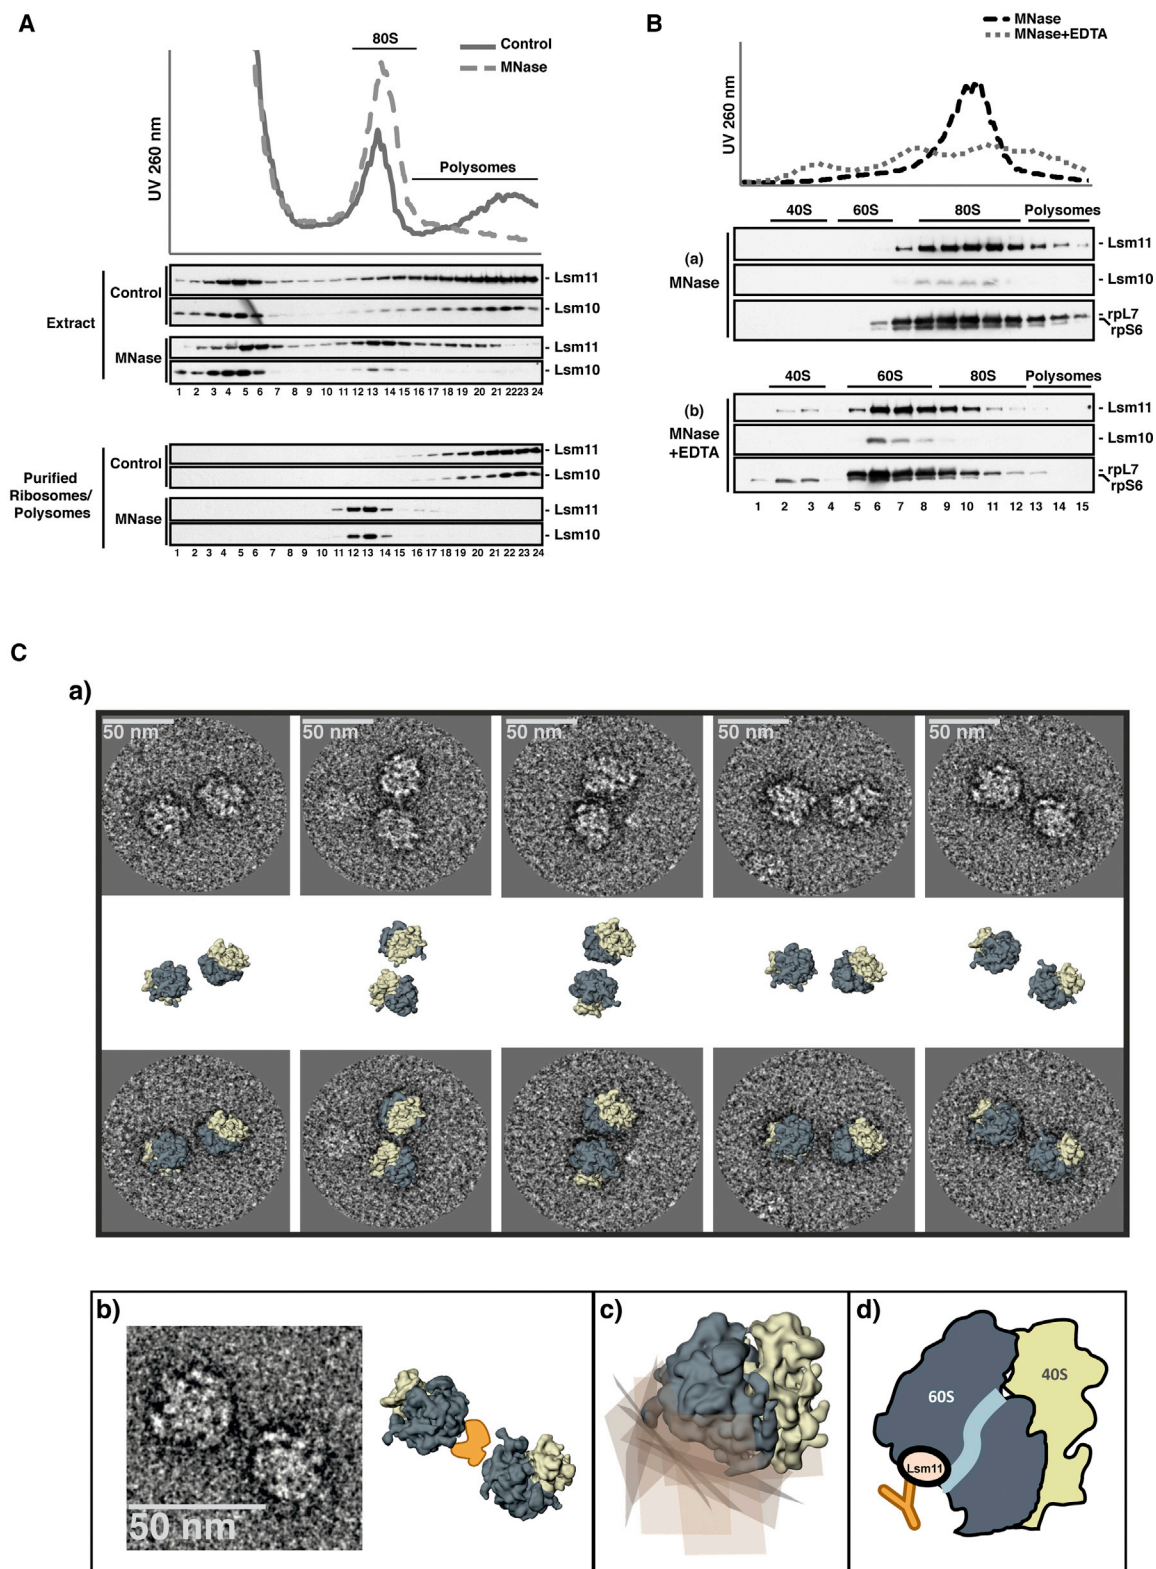 A
80S
Control
MNase
UV 260 nm
Polysomes
Extract
Control
- Lsm11
- Lsm10
MNase
- Lsm11
- Lsm10
1 2 3 4 5 6 7 8 9 10 11 12 13 14 15 16 17 18 19 20 21 2223 24
Purified
Ribosomes/
Polysomes
Control
- Lsm11
- Lsm10
MNase
- Lsm11
- Lsm10
1 2 3 4 5 6 7 8 9 10 11 12 13 14 15 16 17 18 19 20 21 22 23 24
B
MNase
MNase+EDTA
UV 260 nm
40S 60S 80S Polysomes
(a)
MNase
- Lsm11
- Lsm10
rpL7
rpS6
40S 60S 80S Polysomes
(b)
MNase
+EDTA
- Lsm11
- Lsm10
rpL7
rpS6
1 2 3 4 5 6 7 8 9 10 11 12 13 14 15
C
a)
50 nm 50 nm 50 nm 50 nm 50 nm
b)
50 nm
c)
d)
60S
40S
Lsm11